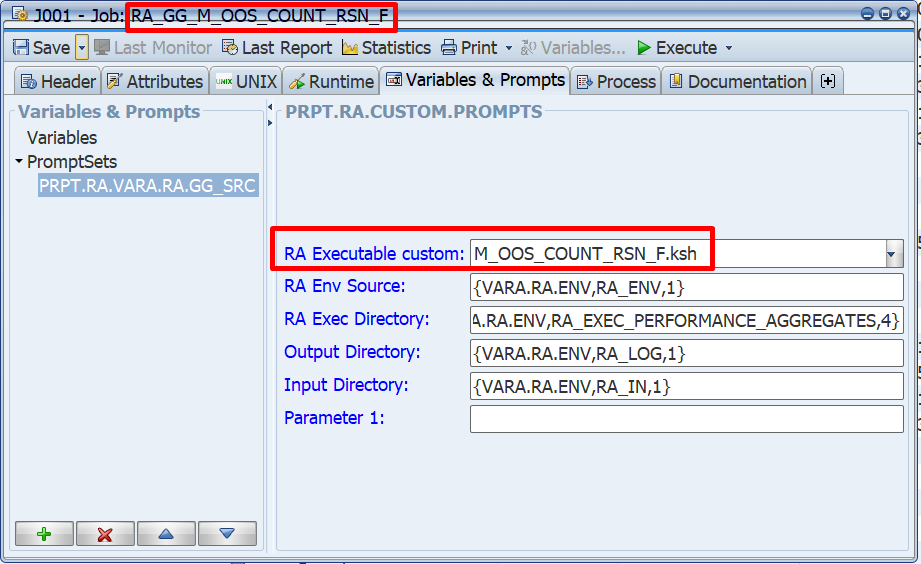 J001 - Job: RA_GG_M_OOS_COUNT_RSN_F
Save Last Monitor Last Report Statistics Print Variables... Execute
Header Attributes UNIX UNIX Runtime Variables & Prompts Process Documentation [+]
Variables & Prompts
Variables
PromptSets
PRPT.RA.VARA.RA.GG_SRC
PRPT.RA.CUSTOM.PROMPTS
RA Executable custom: M_OOS_COUNT_RSN_F.ksh
RA Env Source: {VARA.RA.ENV,RA_ENV,1}
RA Exec Directory: A.RA.ENV,RA_EXEC_PERFORMANCE_AGGREGATES,4}
Output Directory: {VARA.RA.ENV,RA_LOG,1}
Input Directory: {VARA.RA.ENV,RA_IN,1}
Parameter 1: